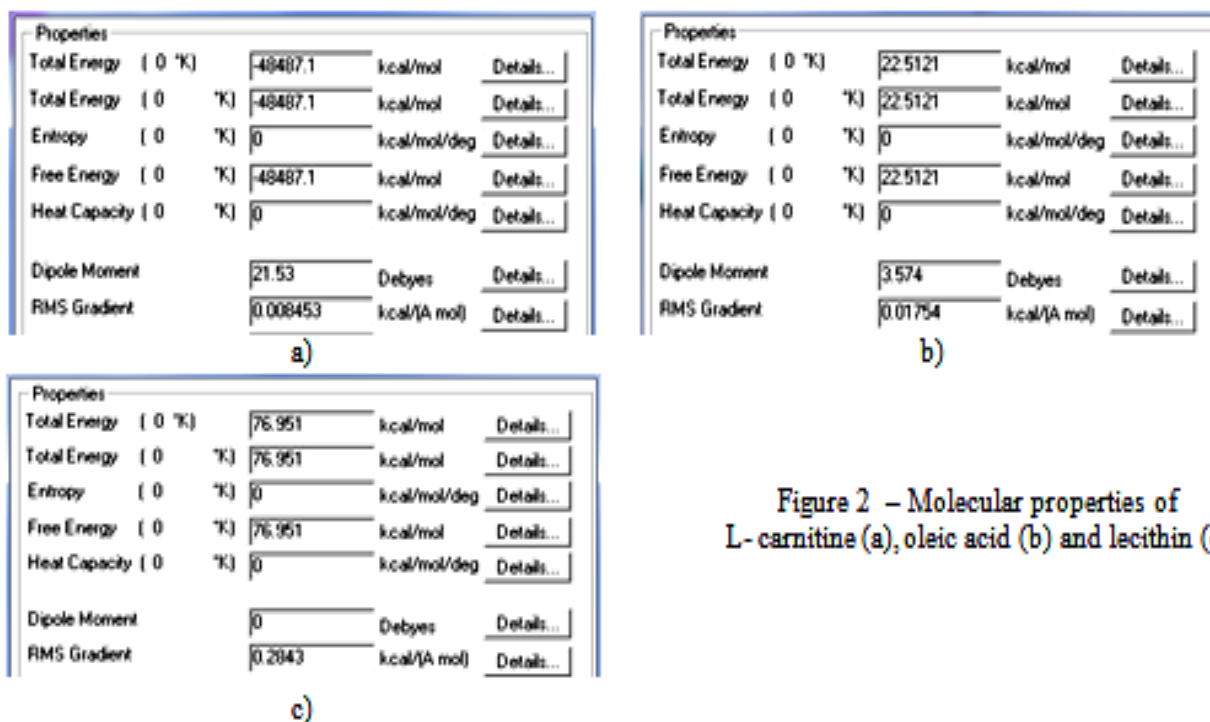 Properties
Total Energy ( 0 °K) -48487.1 kcal/mol Details...
Total Energy ( 0 °K) -48487.1 kcal/mol Details...
Entropy ( 0 °K) 0 kcal/mol/deg Details...
Free Energy ( 0 °K) -48487.1 kcal/mol Details...
Heat Capacity ( 0 °K) 0 kcal/mol/deg Details...
Dipole Moment 21.53 Debyes Details...
RMS Gradient 0.008453 kcal/(A mol) Details...
a)
Properties
Total Energy ( 0 °K) 22.5121 kcal/mol Details...
Total Energy ( 0 °K) 22.5121 kcal/mol Details...
Entropy ( 0 °K) 0 kcal/mol/deg Details...
Free Energy ( 0 °K) 22.5121 kcal/mol Details...
Heat Capacity ( 0 °K) 0 kcal/mol/deg Details...
Dipole Moment 3.574 Debyes Details...
RMS Gradient 0.01754 kcal/(A mol) Details...
b)
Properties
Total Energy ( 0 °K) 76.951 kcal/mol Details...
Total Energy ( 0 °K) 76.951 kcal/mol Details...
Entropy ( 0 °K) 0 kcal/mol/deg Details...
Free Energy ( 0 °K) 76.951 kcal/mol Details...
Heat Capacity ( 0 °K) 0 kcal/mol/deg Details...
Dipole Moment 0 Debyes Details...
RMS Gradient 0.2843 kcal/(A mol) Details...
c)
Figure 2 – Molecular properties of
L- carnitine (a), oleic acid (b) and lecithin (